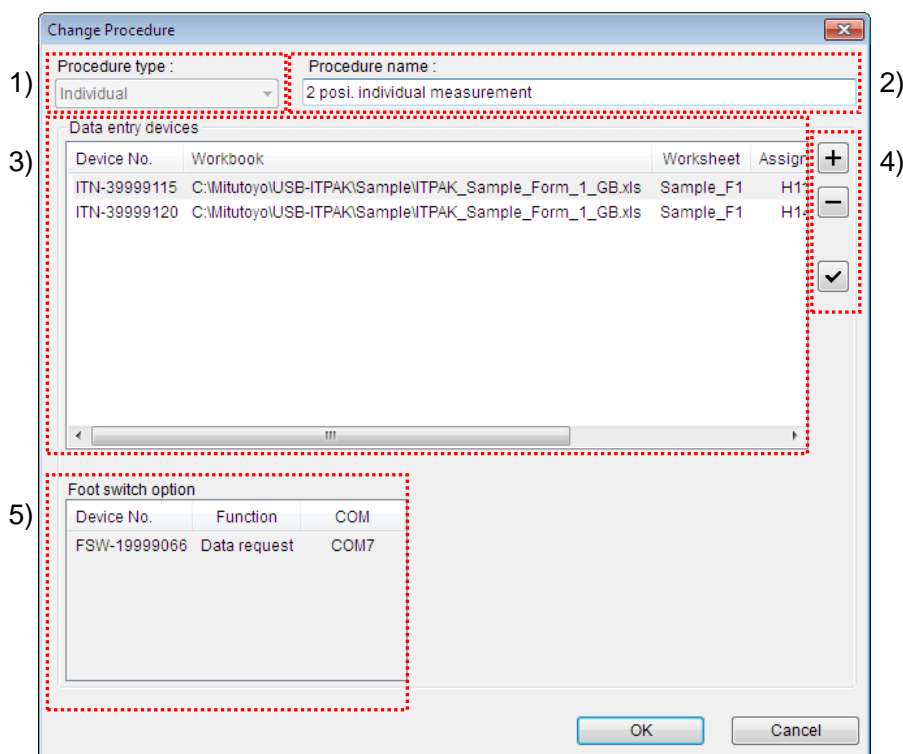 Change Procedure
1) Procedure type : Procedure name : 2)
Individual 2 posi. individual measurement
Data entry devices
3) Device No. Workbook Worksheet Assign 4)
ITN-39999115 C:\Mitutoyo\USB-ITPAK\Sample\ITPAK_Sample_Form_1_GB.xls Sample_F1
ITN-39999120 C:\Mitutoyo\USB-ITPAK\Sample\ITPAK_Sample_Form_1_GB.xls Sample_F1
Foot switch option
5) Device No. Function COM
FSW-19999066 Data request COM7
OK Cancel